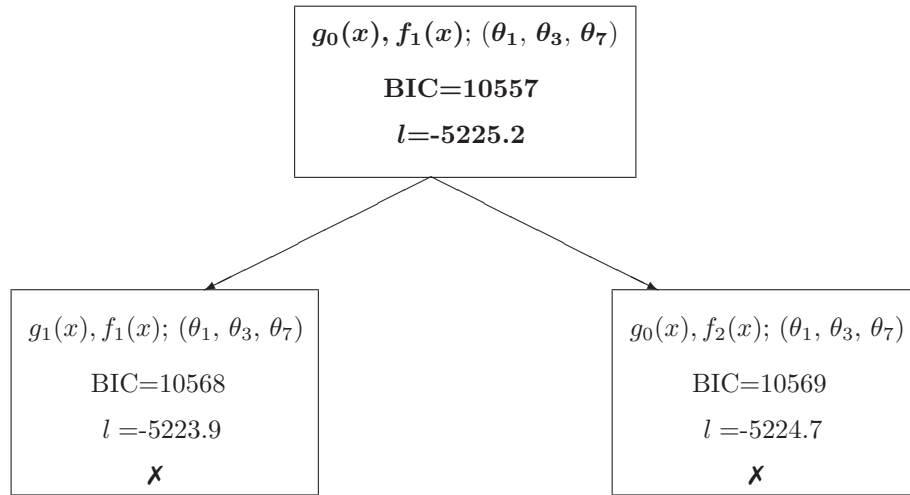 g₀(x), f₁(x); (θ₁, θ₃, θ₇)
BIC=10557
l=-5225.2
g₁(x), f₁(x); (θ₁, θ₃, θ₇)
BIC=10568
l =-5223.9
✗
g₀(x), f₂(x); (θ₁, θ₃, θ₇)
BIC=10569
l =-5224.7
✗